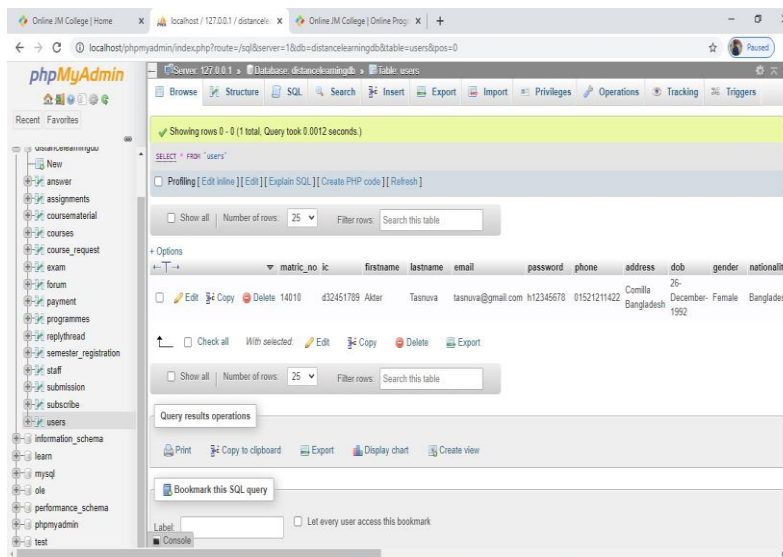 Online JM College | Home
localhost / 127.0.0.1 / distancele
Online JM College | Online Prog
localhost/phpmyadmin/index.php?route=/sql&server=1&db=distancelearningdb&table=users&pos=0
Paused
phpMyAdmin
Recent Favorites
distancelearningdb
New
answer
assignments
coursematerial
courses
course_request
exam
forum
payment
programmes
replythread
semester_registration
staff
submission
subscribe
users
information_schema
learn
mysql
ole
performance_schema
phpmyadmin
test
Server: 127.0.0.1 » Database: distancelearningdb » Table: users
Browse Structure SQL Search Insert Export Import Privileges Operations Tracking Triggers
Showing rows 0 - 0 (1 total, Query took 0.0012 seconds.)
SELECT * FROM `users`
Profiling [ Edit inline ] [ Edit ] [ Explain SQL ] [ Create PHP code ] [ Refresh ]
Show all | Number of rows: 25 Filter rows: Search this table
+ Options
matric_no ic firstname lastname email password phone address dob gender nationalit
Edit Copy Delete 14010 d32451789 Akter Tasnuva tasnuva@gmail.com h12345678 01521211422 Comilla Bangladesh 26-December-1992 Female Banglades
Check all With selected: Edit Copy Delete Export
Show all | Number of rows: 25 Filter rows: Search this table
Query results operations
Print Copy to clipboard Export Display chart Create view
Bookmark this SQL query
Label: Let every user access this bookmark
Console